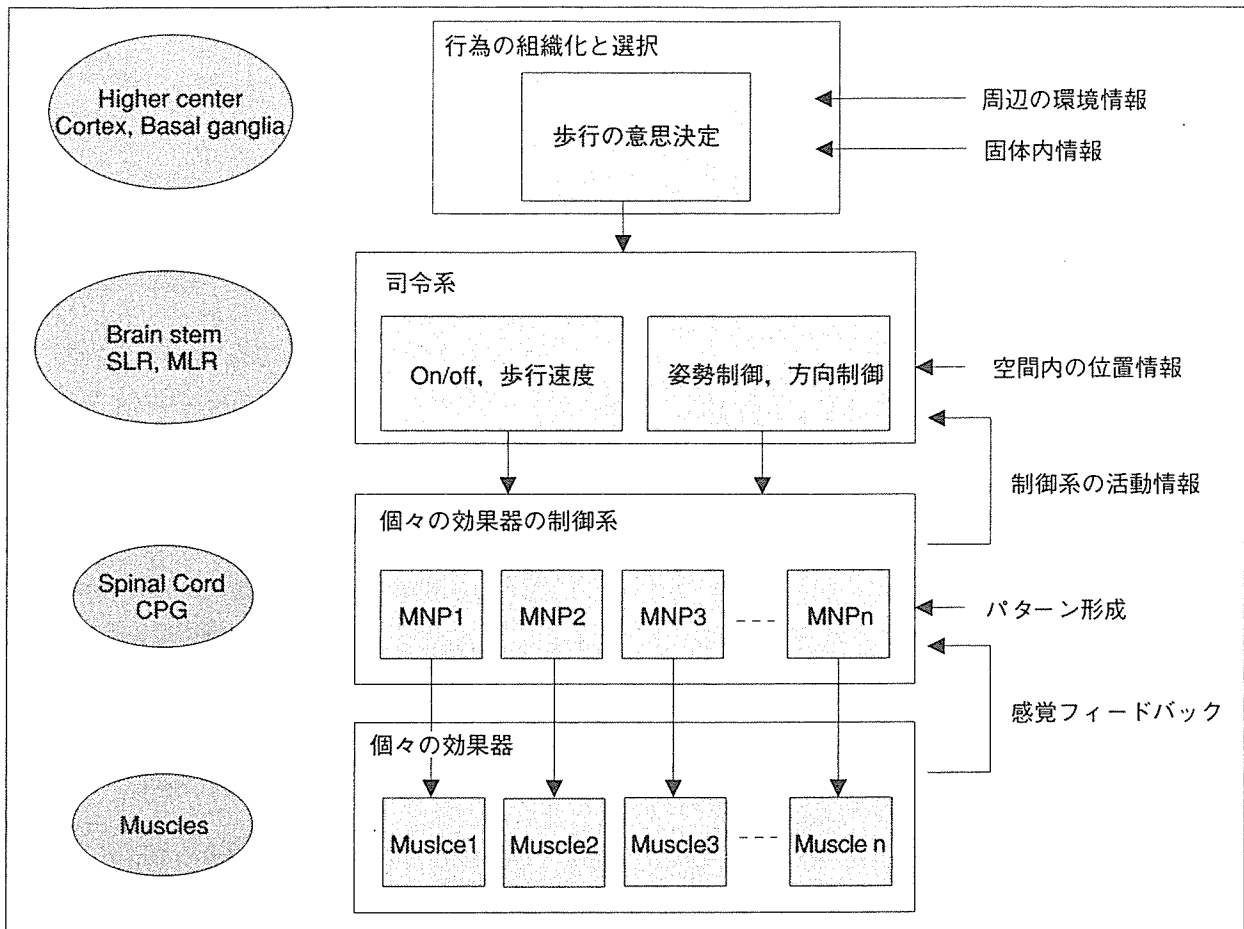 行為の組織化と選択
Higher center
Cortex, Basal ganglia
歩行の意思決定
周辺の環境情報
固体内情報
司令系
Brain stem
SLR, MLR
On/off, 歩行速度
姿勢制御, 方向制御
空間内の位置情報
制御系の活動情報
個々の効果器の制御系
Spinal Cord
CPG
MNP1
MNP2
MNP3
MNPn
パターン形成
感覚フィードバック
個々の効果器
Muscles
Muslce1
Muscle2
Muscle3
Muscle n